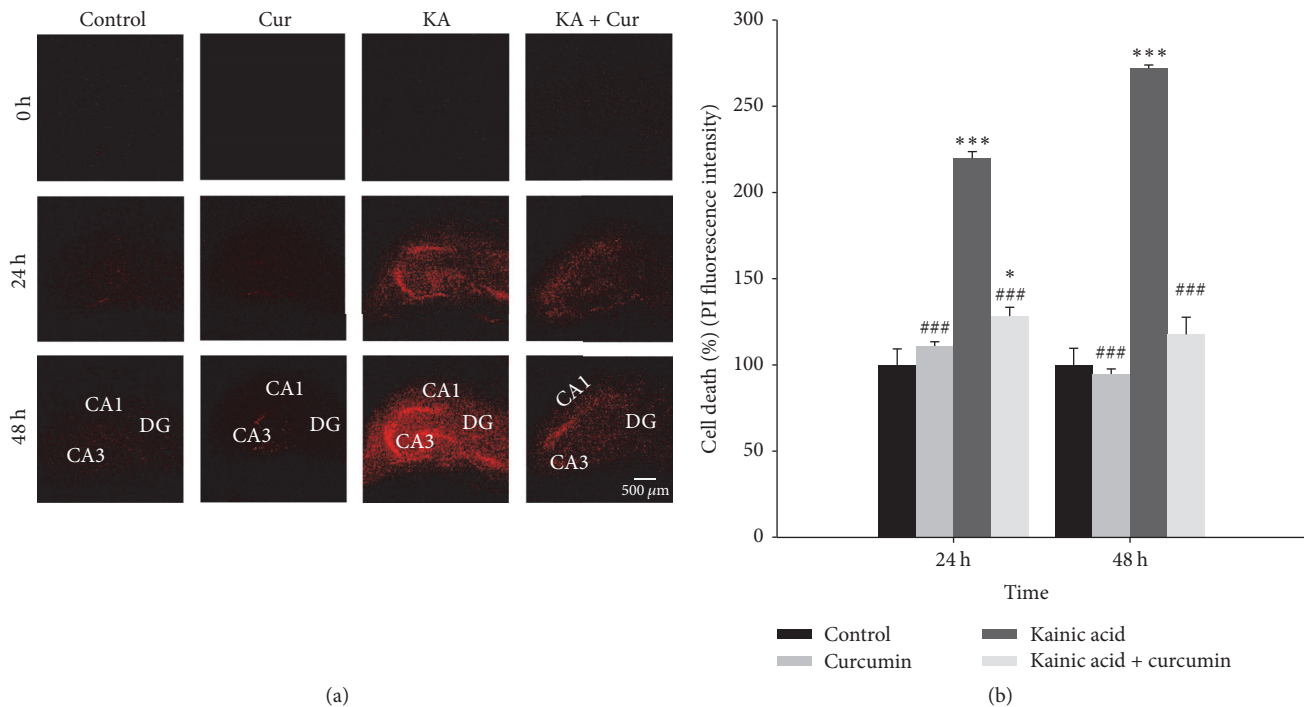 Control Cur KA KA + Cur
0 h
24 h
48 h
CA1
DG
CA3
CA1
DG
CA3
CA1
DG
CA3
CA1
DG
CA3
500 μm
(a)
Cell death (%) (PI fluorescence intensity)
300
250
200
150
100
50
0
###
***
*
###
###
***
###
24 h 48 h
Time
Control
Curcumin
Kainic acid
Kainic acid + curcumin
(b)